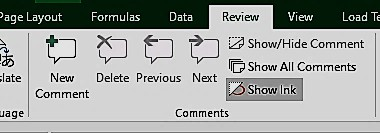 Page Layout Formulas Data Review View Load Te
New Comment Delete Previous Next
Show/Hide Comment
Show All Comments
Show Ink
slate
uage Comments